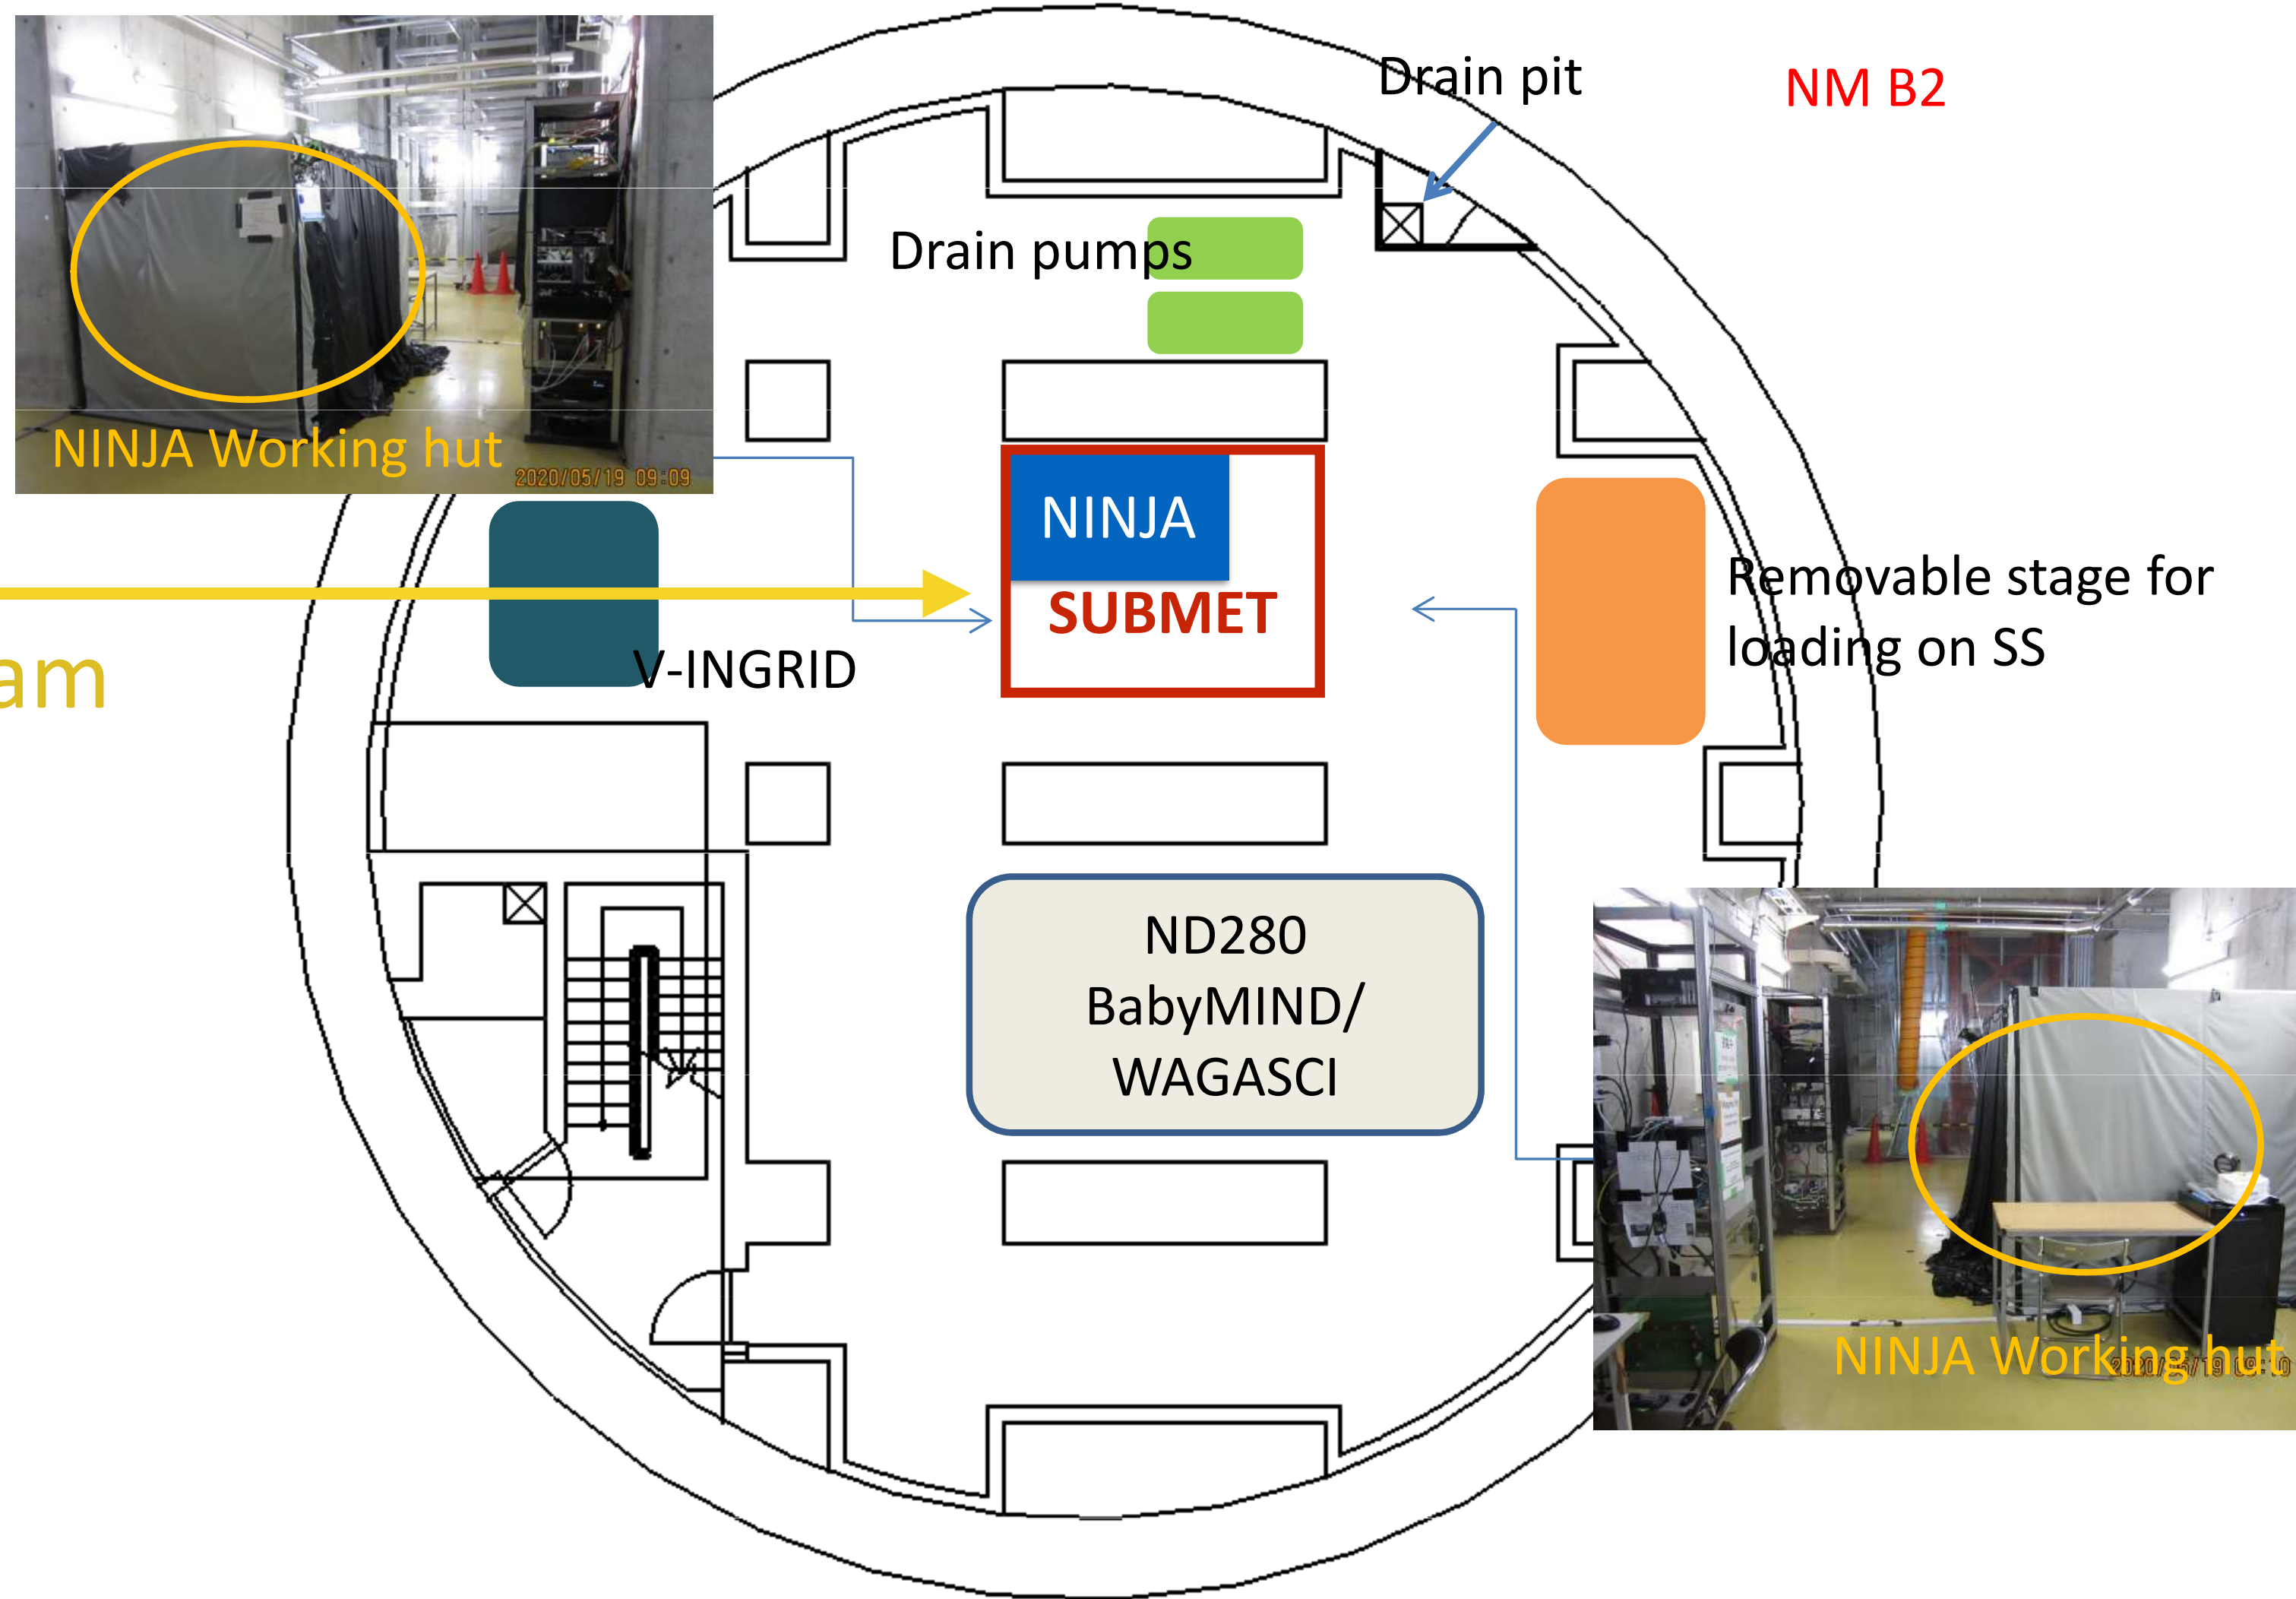 Drain pit
NM B2
Drain pumps
NINJA Working hut
2020/05/19 09:09
NINJA
SUBMET
Removable stage for
loading on SS
V-INGRID
am
ND280
BabyMIND/
WAGASCI
NINJA Working hut